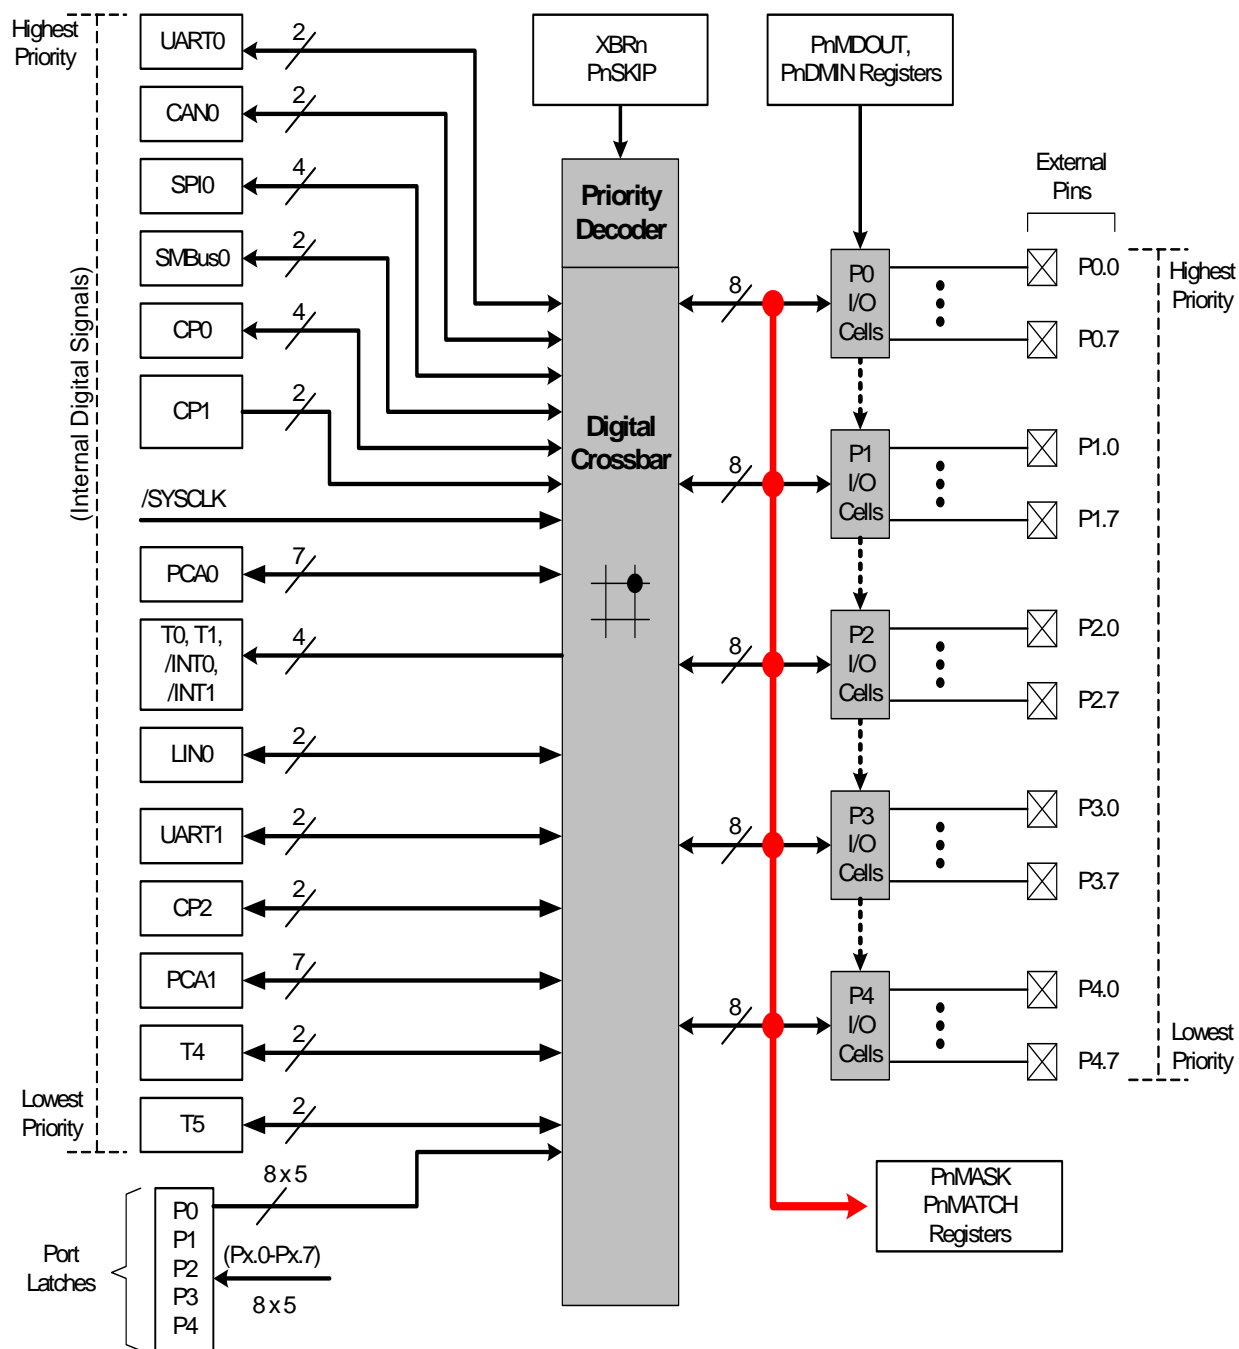 Highest
Priority
UART0
2
CAN0
2
SPI0
4
SMBus0
2
CP0
4
CP1
2
/SYSCLK
PCA0
7
T0, T1,
/INT0,
/INT1
4
LIN0
2
UART1
2
CP2
2
PCA1
7
T4
2
T5
2
Lowest
Priority
(Internal Digital Signals)
Port
Latches
P0
P1
P2
P3
P4
8 x 5
(Px.0-Px.7)
8 x 5
XBRn
PnSKIP
Priority
Decoder
Digital
Crossbar
PnMDOUT,
PnDMIN Registers
8
8
8
8
8
P0
I/O
Cells
P1
I/O
Cells
P2
I/O
Cells
P3
I/O
Cells
P4
I/O
Cells
External
Pins
P0.0
P0.7
P1.0
P1.7
P2.0
P2.7
P3.0
P3.7
P4.0
P4.7
Highest
Priority
Lowest
Priority
PnMASK
PnMATCH
Registers